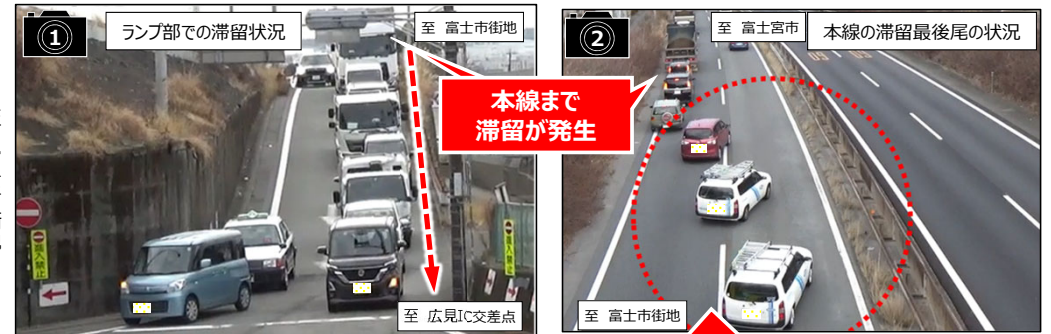 ①
ランプ部での滞留状況
至 富士市街地
至 広見IC交差点
本線まで
滞留が発生
②
至 富士宮市
本線の滞留最後尾の状況
至 富士市街地